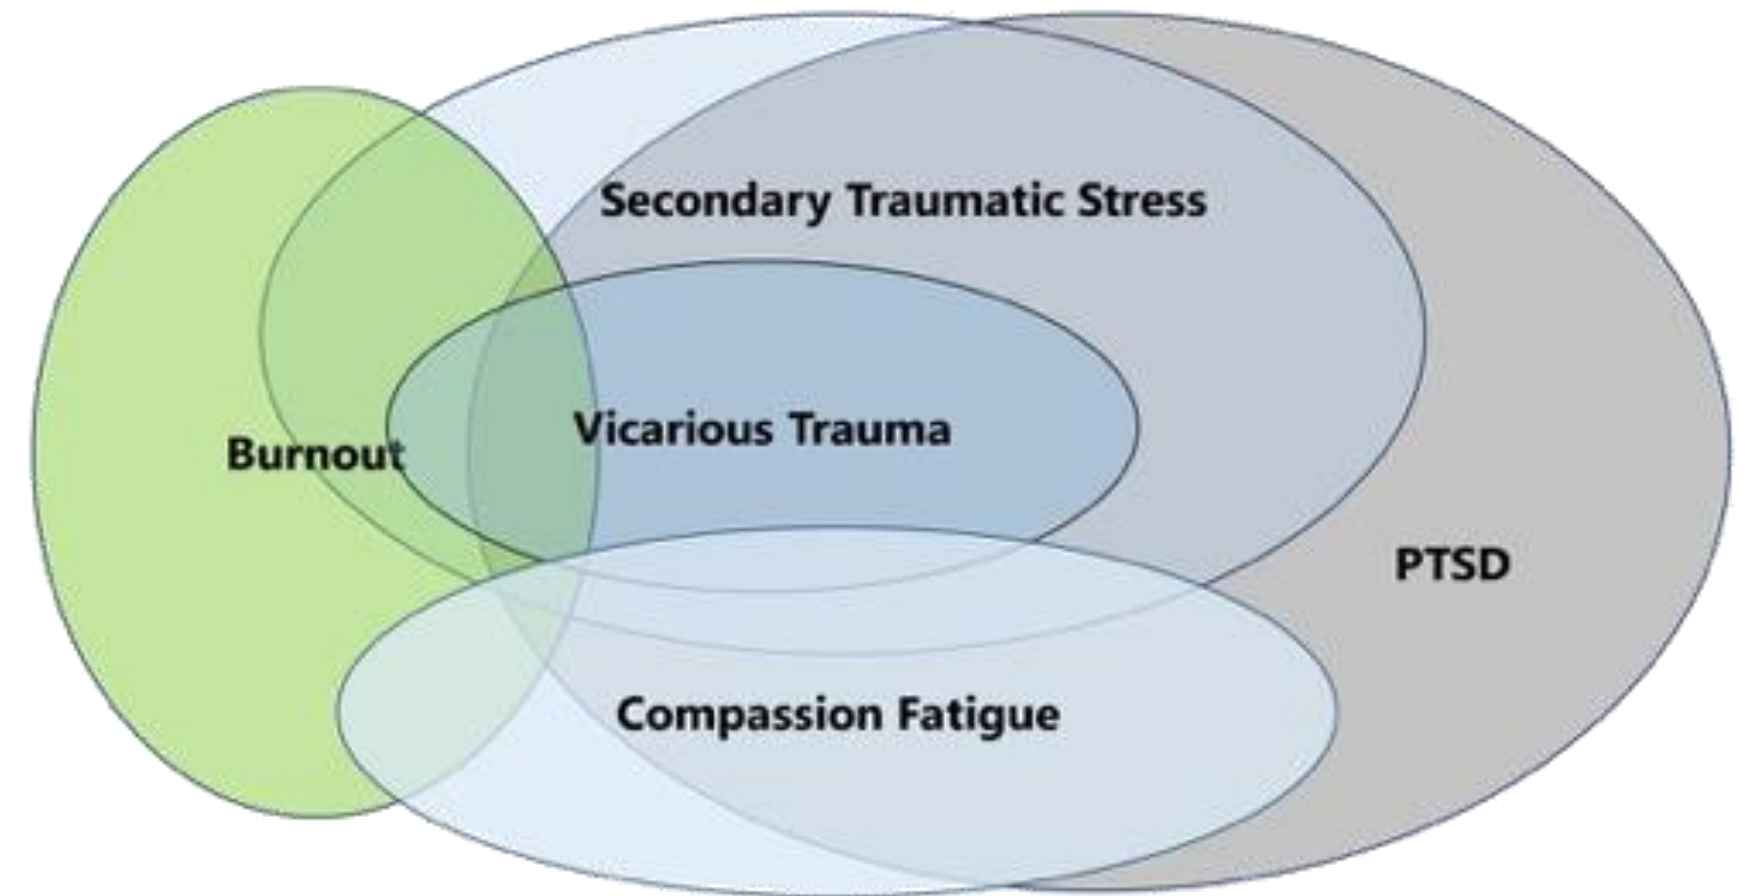 Secondary Traumatic Stress
Vicarious Trauma
Burnout
PTSD
Compassion Fatigue